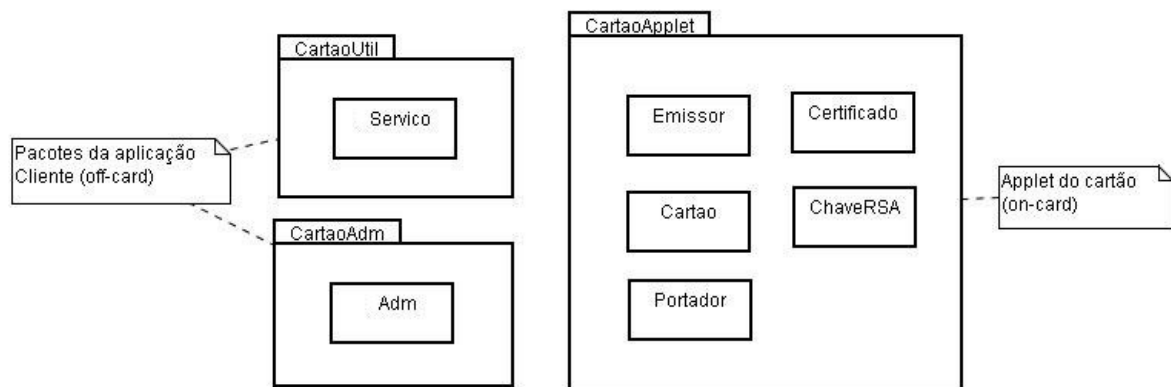 CartaoUtil
Servico
Pacotes da aplicação
Cliente (off-card)
CartaoAdm
Adm
CartaoApplet
Emissor
Certificado
Cartao
ChaveRSA
Portador
Applet do cartão
(on-card)